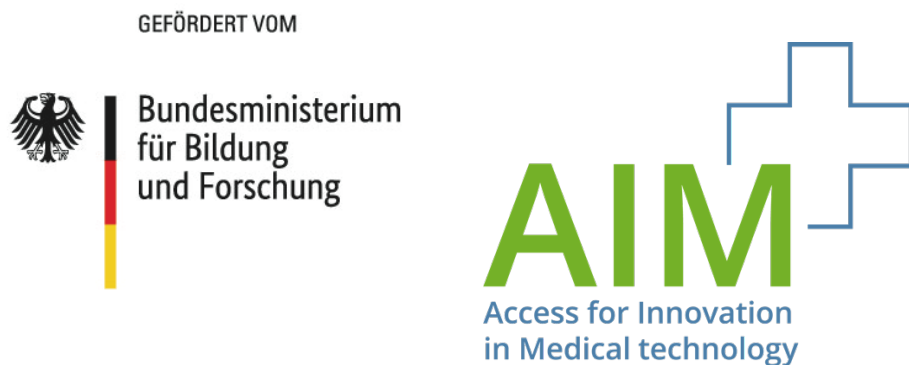 GEFÖRDERT VOM
Bundesministerium
für Bildung
und Forschung
AIM
Access for Innovation
in Medical technology